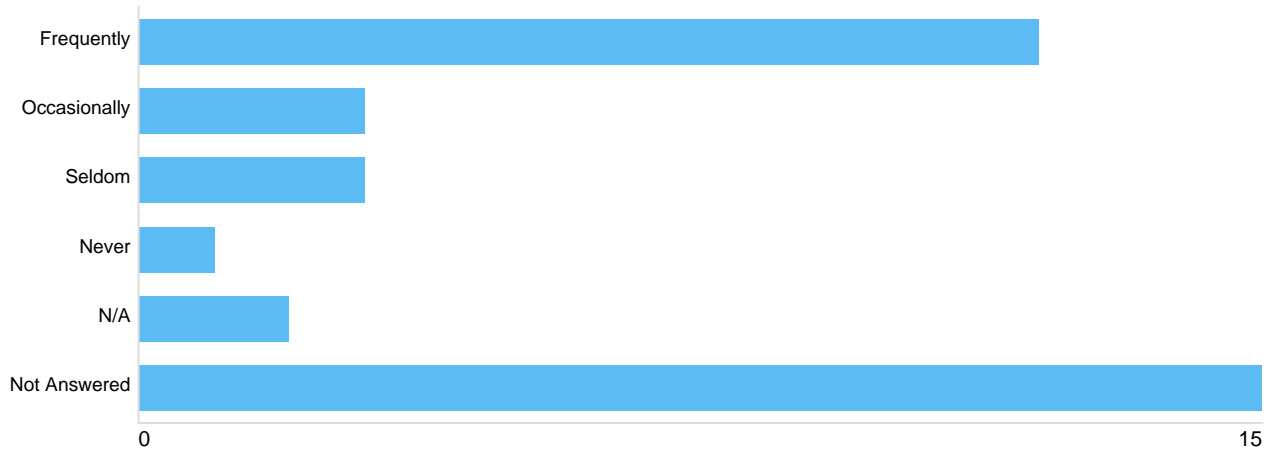 Frequently
Occasionally
Seldom
Never
N/A
Not Answered
0 15